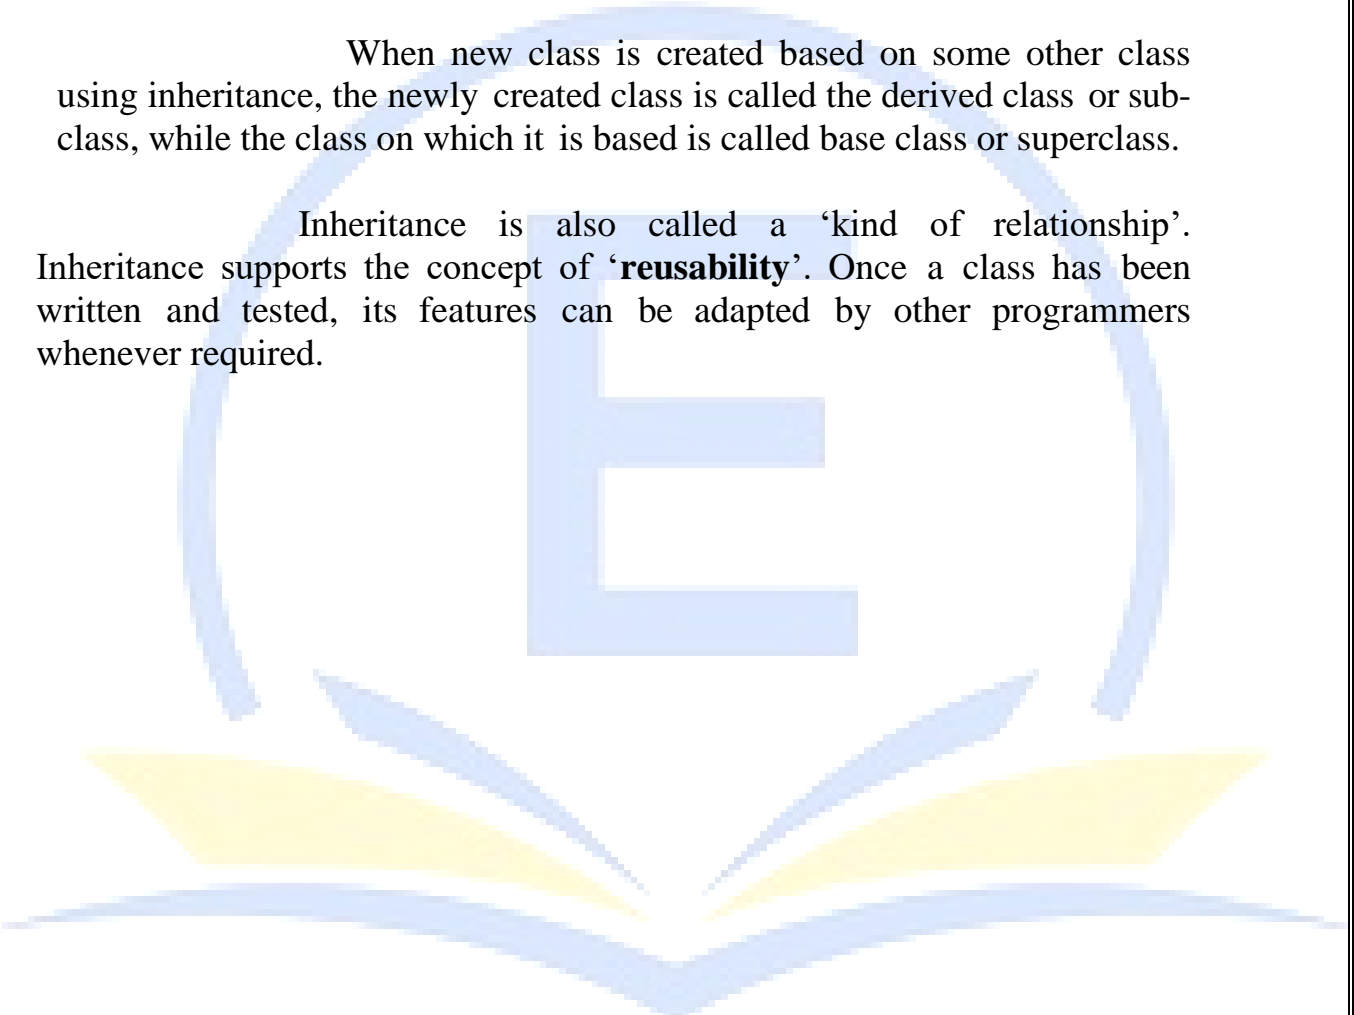 When new class is created based on some other class
using inheritance, the newly created class is called the derived class or sub-
class, while the class on which it is based is called base class or superclass.
Inheritance is also called a ‘kind of relationship’.
Inheritance supports the concept of ‘reusability’. Once a class has been
written and tested, its features can be adapted by other programmers
whenever required.
E